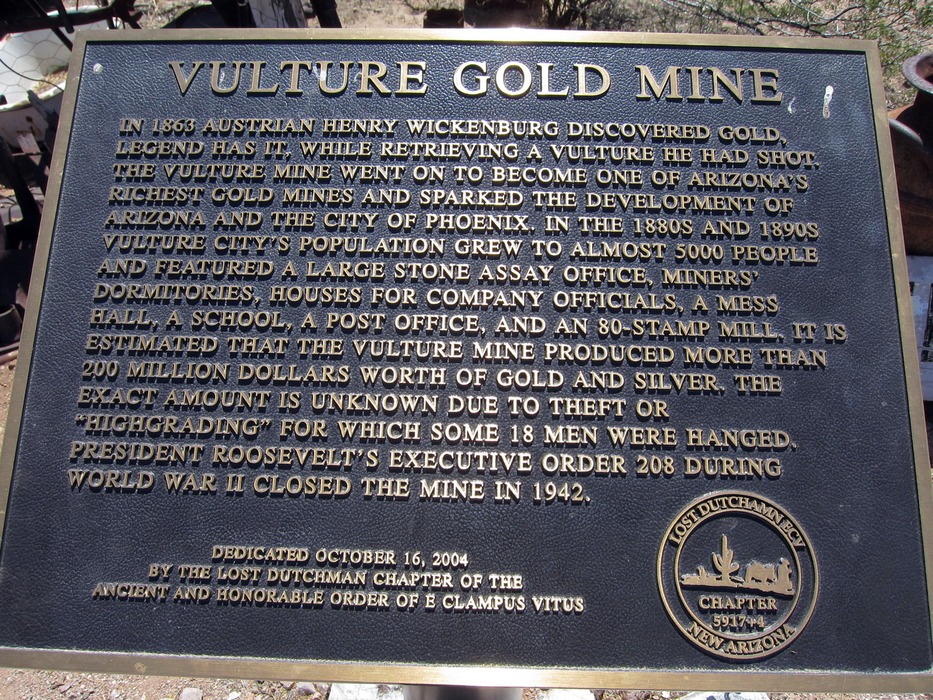 VULTURE GOLD MINE
IN 1863 AUSTRIAN HENRY WICKENBURG DISCOVERED GOLD,
LEGEND HAS IT, WHILE RETRIEVING A VULTURE HE HAD SHOT.
THE VULTURE MINE WENT ON TO BECOME ONE OF ARIZONA'S
RICHEST GOLD MINES AND SPARKED THE DEVELOPMENT OF
ARIZONA AND THE CITY OF PHOENIX. IN THE 1880S AND 1890S
VULTURE CITY'S POPULATION GREW TO ALMOST 5000 PEOPLE
AND FEATURED A LARGE STONE ASSAY OFFICE, MINERS'
DORMITORIES, HOUSES FOR COMPANY OFFICIALS, A MESS
HALL, A SCHOOL, A POST OFFICE, AND AN 80-STAMP MILL. IT IS
ESTIMATED THAT THE VULTURE MINE PRODUCED MORE THAN
200 MILLION DOLLARS WORTH OF GOLD AND SILVER. THE
EXACT AMOUNT IS UNKNOWN DUE TO THEFT OR
"HIGHGRADING" FOR WHICH SOME 18 MEN WERE HANGED.
PRESIDENT ROOSEVELT'S EXECUTIVE ORDER 208 DURING
WORLD WAR II CLOSED THE MINE IN 1942.
DEDICATED OCTOBER 16, 2004
BY THE LOST DUTCHMAN CHAPTER OF THE
ANCIENT AND HONORABLE ORDER OF E CLAMPUS VITUS
LOST DUTCHAMN ECV
CHAPTER
NEW ARIZONA